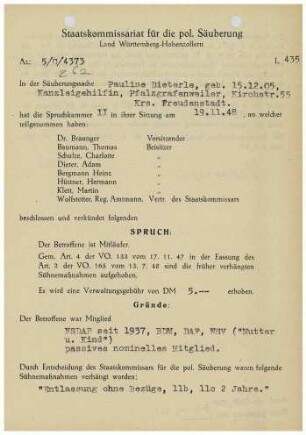 Staatskommissariat für die pol. Säuberung
Land Württemberg-Hohenzollern
Az: 5/P/4373 L 435
262
In der Säuberungssache Pauline Dieterle, geb. 15.12.05,
Kanzleigehilfin, Pfalzgrafenweiler, Kirchstr.55
Krs. Freudenstadt.
hat die Spruchkammer II in ihrer Sitzung am 19.11.48, an welcher
teilgenommen haben:
Dr. Brauger Vorsitzender
Baumann, Thomas Beisitzer
Schulte, Charlotte "
Dieter, Adam "
Bergmann Heinz "
Hüttner, Hermann "
Klett, Martin "
Wolfstetter, Reg. Amtmann, Vertr. des Staatskommissars
beschlossen und verkündet folgenden
SPRUCH:
Der Betroffene ist Mitläufer.
Gem. Art. 4 der VO. 133 vom 17. 11. 47 in der Fassung des
Art. 2 der VO. 165 vom 13. 7. 48 sind die früher verhängten
Sühnemaßnahmen aufgehoben.
Es wird eine Verwaltungsgebühr von DM 5.-- erhoben.
Gründe:
Der Betroffene war Mitglied
NSDAP seit 1937, BDM, DAF, NSV ("Mutter
u. Kind")
passives nominelles Mitglied.
Durch Entscheidung des Staatskommissars für die pol. Säuberung waren folgende
Sühnemaßnahmen verhängt worden:
"Entlassung ohne Bezüge, 11b, 11c 2 Jahre."